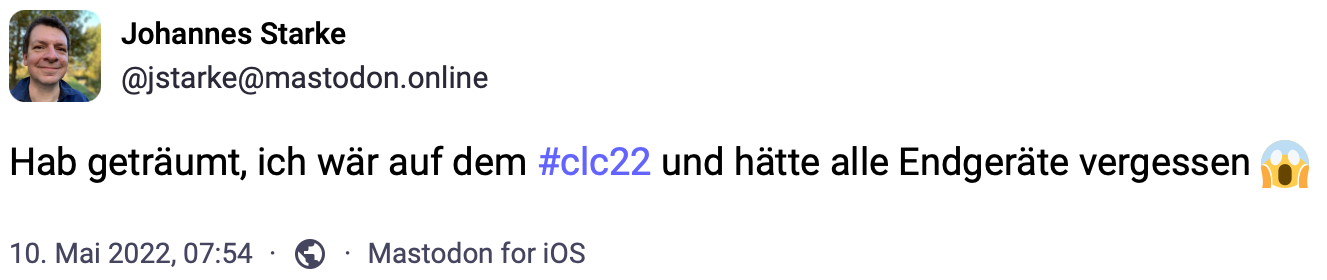 Johannes Starke
@jstarke@mastodon.online
Hab geträumt, ich wär auf dem #clc22 und hätte alle Endgeräte vergessen 😱
10. Mai 2022, 07:54 · 🌎 · Mastodon for iOS